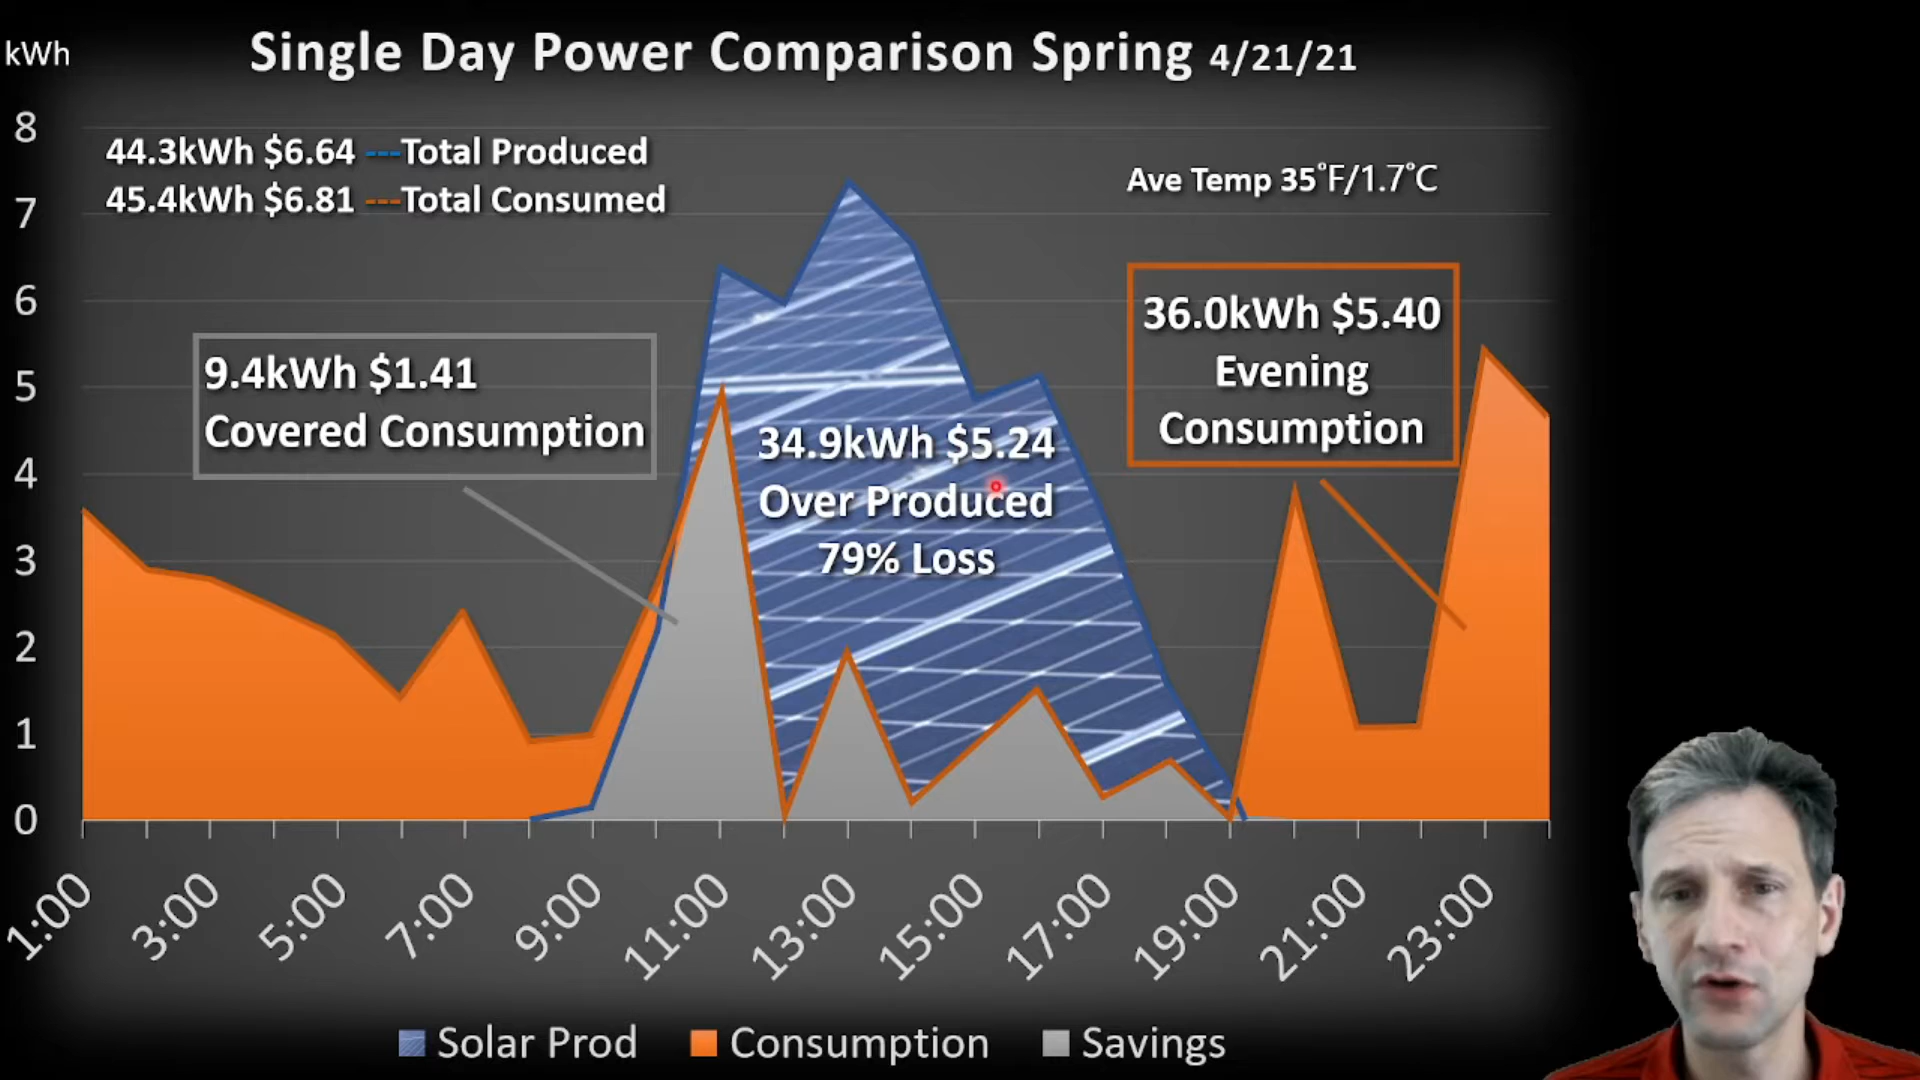 kWh
Single Day Power Comparison Spring 4/21/21
8
7
6
5
4
3
2
1
0
44.3kWh $6.64 ---Total Produced
45.4kWh $6.81 ---Total Consumed
Ave Temp 35°F/1.7°C
9.4kWh $1.41
Covered Consumption
34.9kWh $5.24
Over Produced
79% Loss
36.0kWh $5.40
Evening
Consumption
1:00 3:00 5:00 7:00 9:00 11:00 13:00 15:00 17:00 19:00 21:00 23:00
Solar Prod Consumption Savings